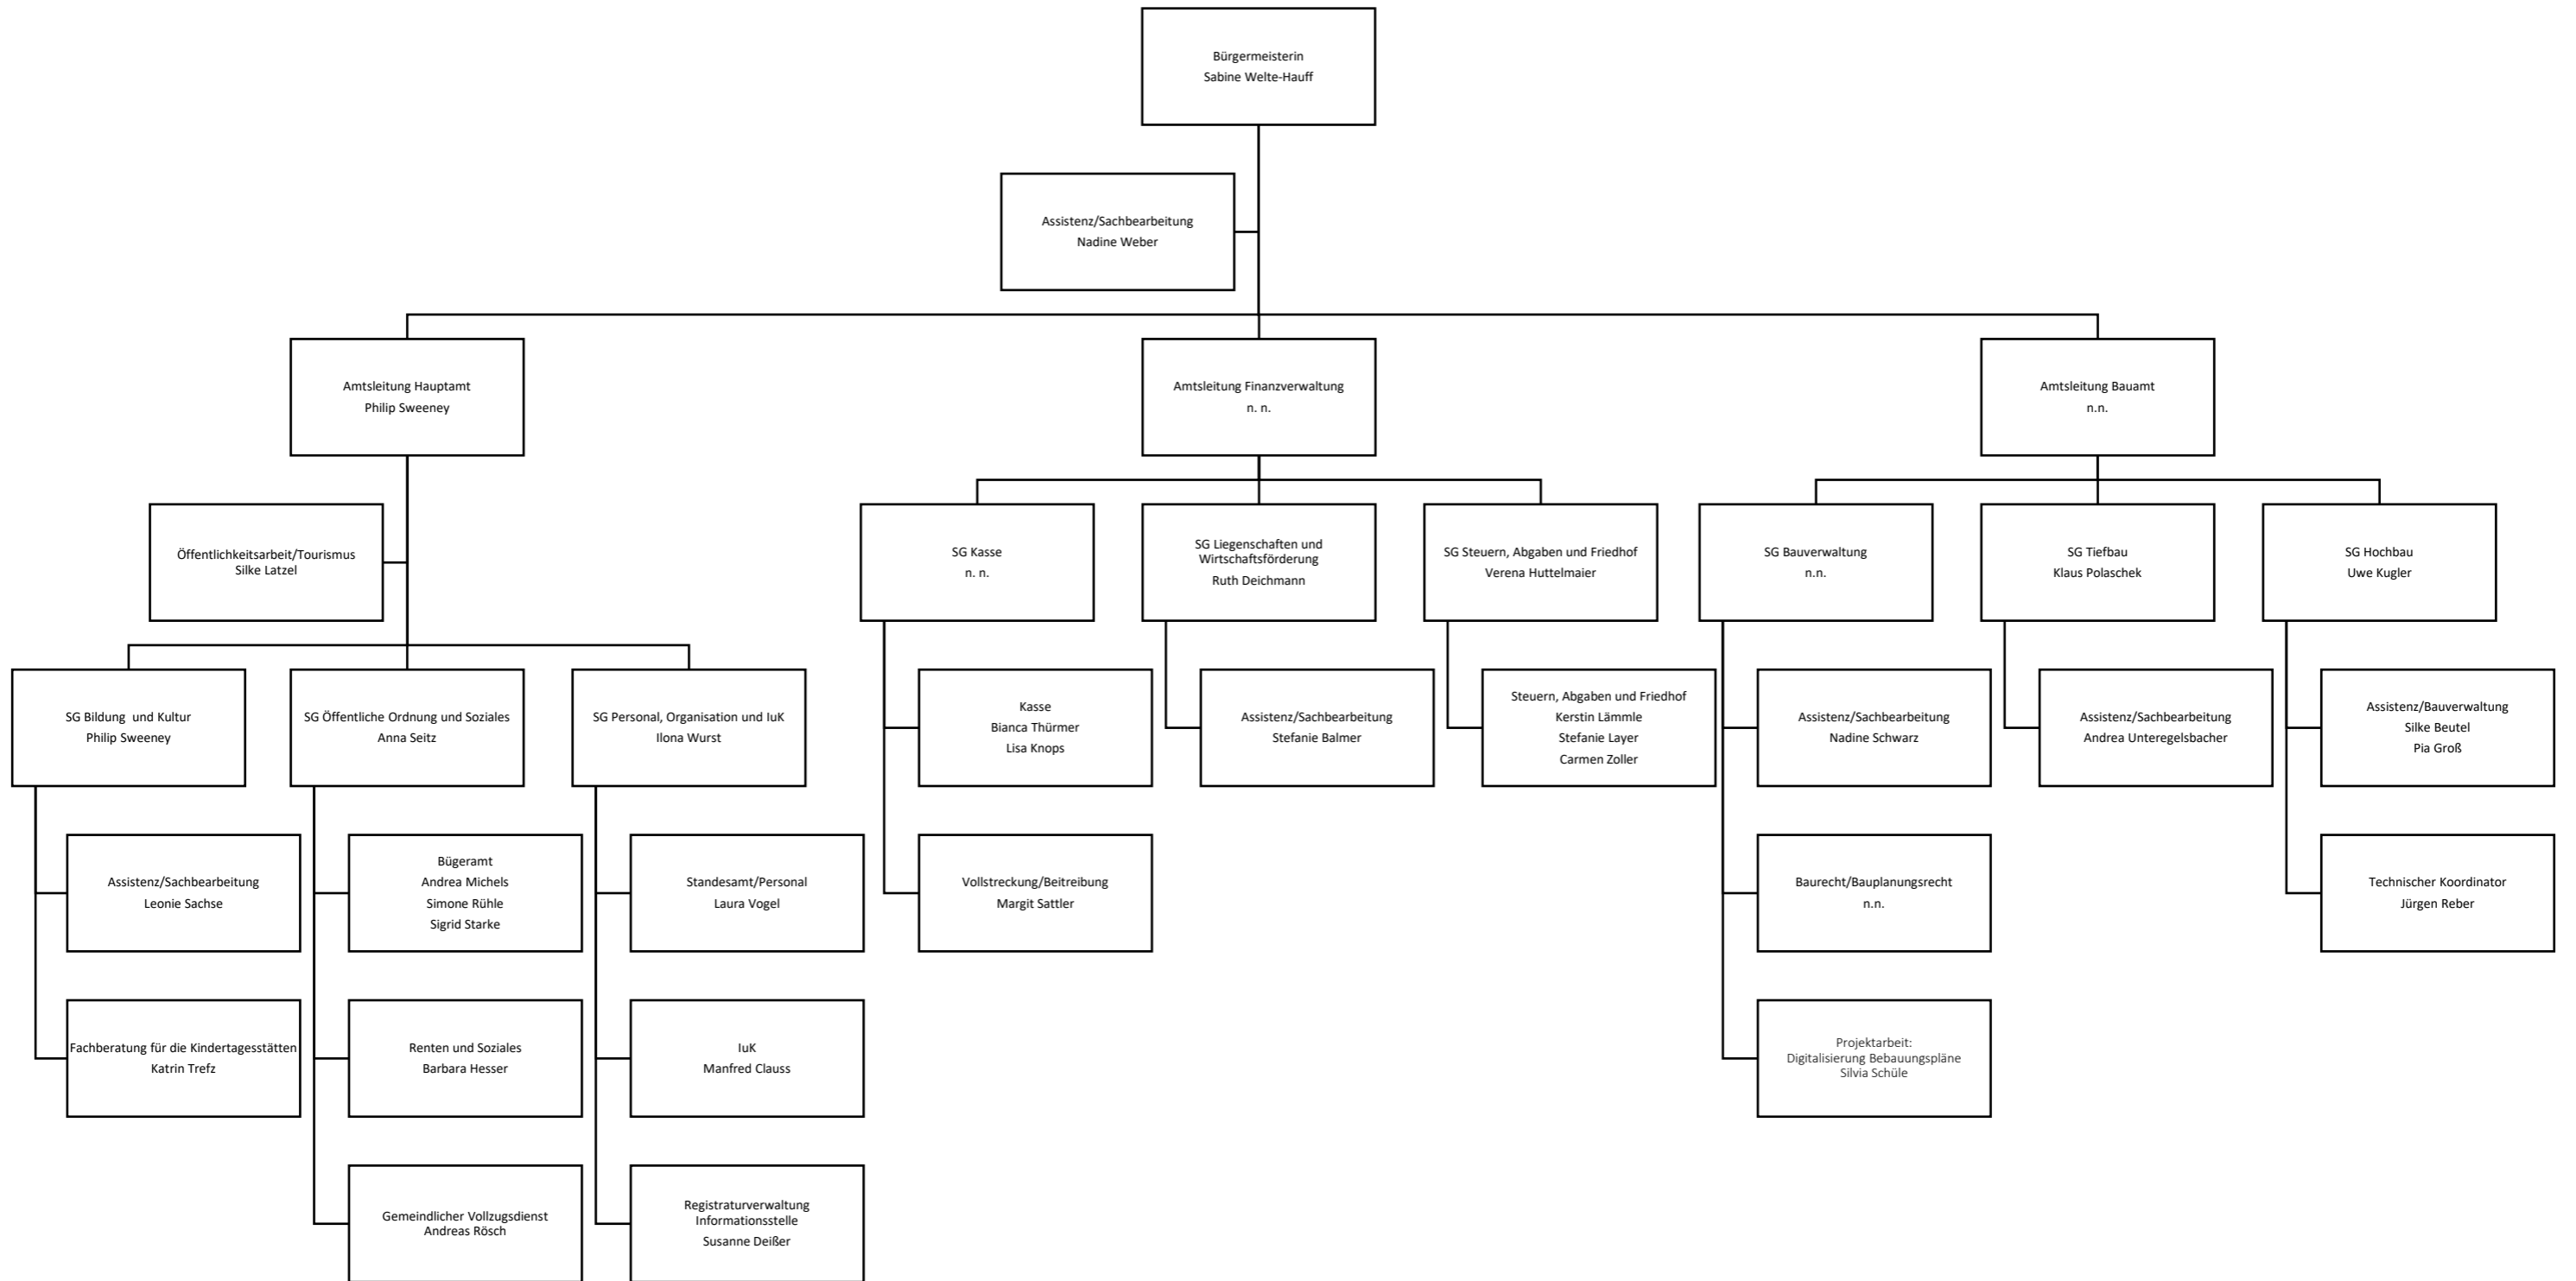 Bürgermeisterin
Sabine Welte-Hauff
Assistenz/Sachbearbeitung
Nadine Weber
Amtsleitung Hauptamt
Philip Sweeney
Amtsleitung Finanzverwaltung
n. n.
Amtsleitung Bauamt
n.n.
Öffentlichkeitsarbeit/Tourismus
Silke Latzel
SG Kasse
n. n.
SG Liegenschaften und
Wirtschaftsförderung
Ruth Deichmann
SG Steuern, Abgaben und Friedhof
Verena Huttelmaier
SG Bauverwaltung
n.n.
SG Tiefbau
Klaus Polaschek
SG Hochbau
Uwe Kugler
SG Bildung  und Kultur
Philip Sweeney
SG Öffentliche Ordnung und Soziales
Anna Seitz
SG Personal, Organisation und IuK
Ilona Wurst
Kasse
Bianca Thürmer
Lisa Knops
Assistenz/Sachbearbeitung
Stefanie Balmer
Steuern, Abgaben und Friedhof
Kerstin Lämmle
Stefanie Layer
Carmen Zoller
Assistenz/Sachbearbeitung
Nadine Schwarz
Assistenz/Sachbearbeitung
Andrea Unteregelsbacher
Assistenz/Bauverwaltung
Silke Beutel
Pia Groß
Assistenz/Sachbearbeitung
Leonie Sachse
Bügeramt
Andrea Michels
Simone Rühle
Sigrid Starke
Standesamt/Personal
Laura Vogel
Vollstreckung/Beitreibung
Margit Sattler
Baurecht/Bauplanungsrecht
n.n.
Technischer Koordinator
Jürgen Reber
Fachberatung für die Kindertagesstätten
Katrin Trefz
Renten und Soziales
Barbara Hesser
IuK
Manfred Clauss
Projektarbeit:
Digitalisierung Bebauungspläne
Silvia Schüle
Gemeindlicher Vollzugsdienst
Andreas Rösch
Registraturverwaltung
Informationsstelle
Susanne Deißer